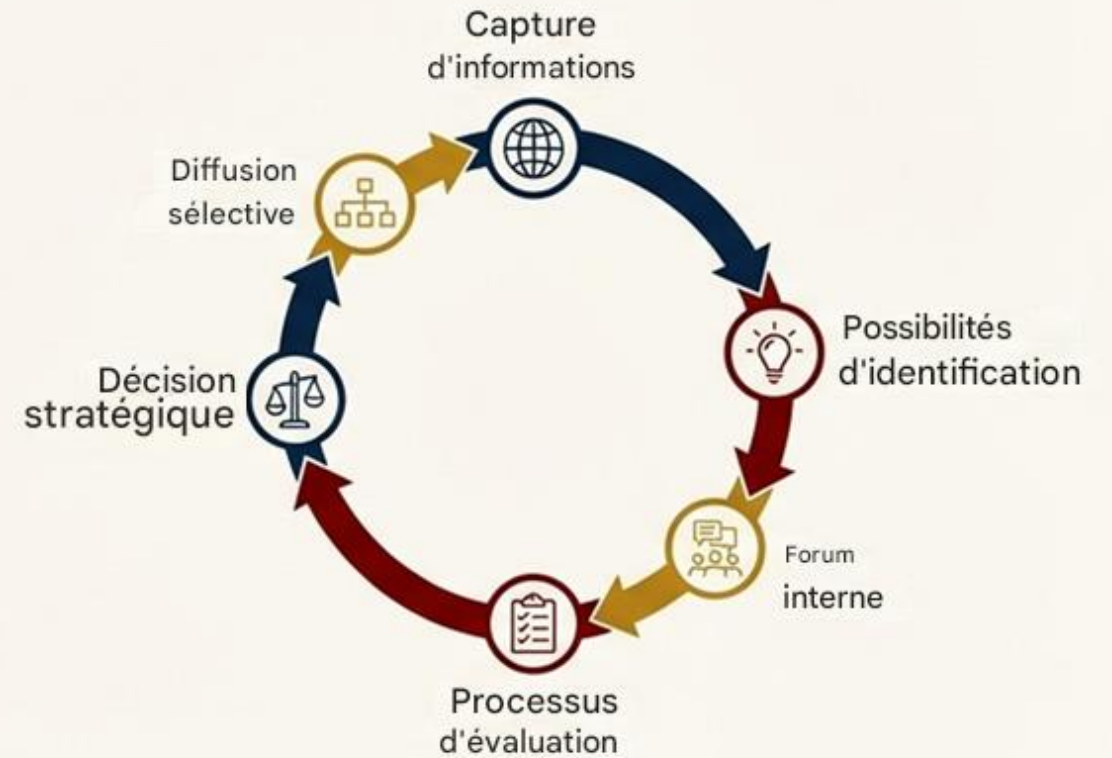 Capture
d'informations
Possibilités
d'identification
Forum
interne
Processus
d'évaluation
Décision
stratégique
Diffusion
sélective